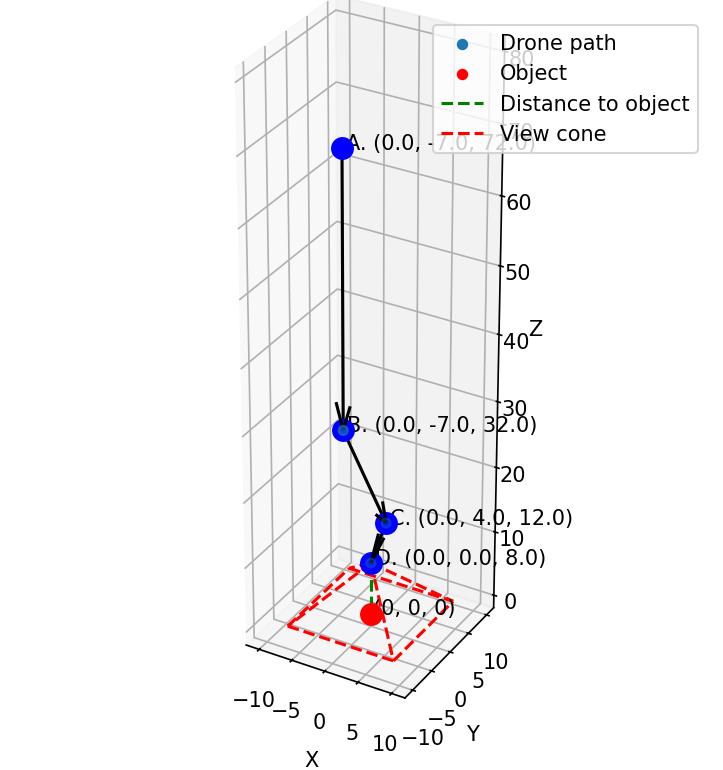 Drone path
Object
Distance to object
View cone
80
70
A. (0.0, -7.0, 72.0)
60
50
40
Z
30
B. (0.0, -7.0, 32.0)
20
C. (0.0, 4.0, 12.0)
10
D. (0.0, 0.0, 8.0)
(0, 0, 0)
0
10
5
0
−5
−10
Y
−10
−5
0
5
10
X